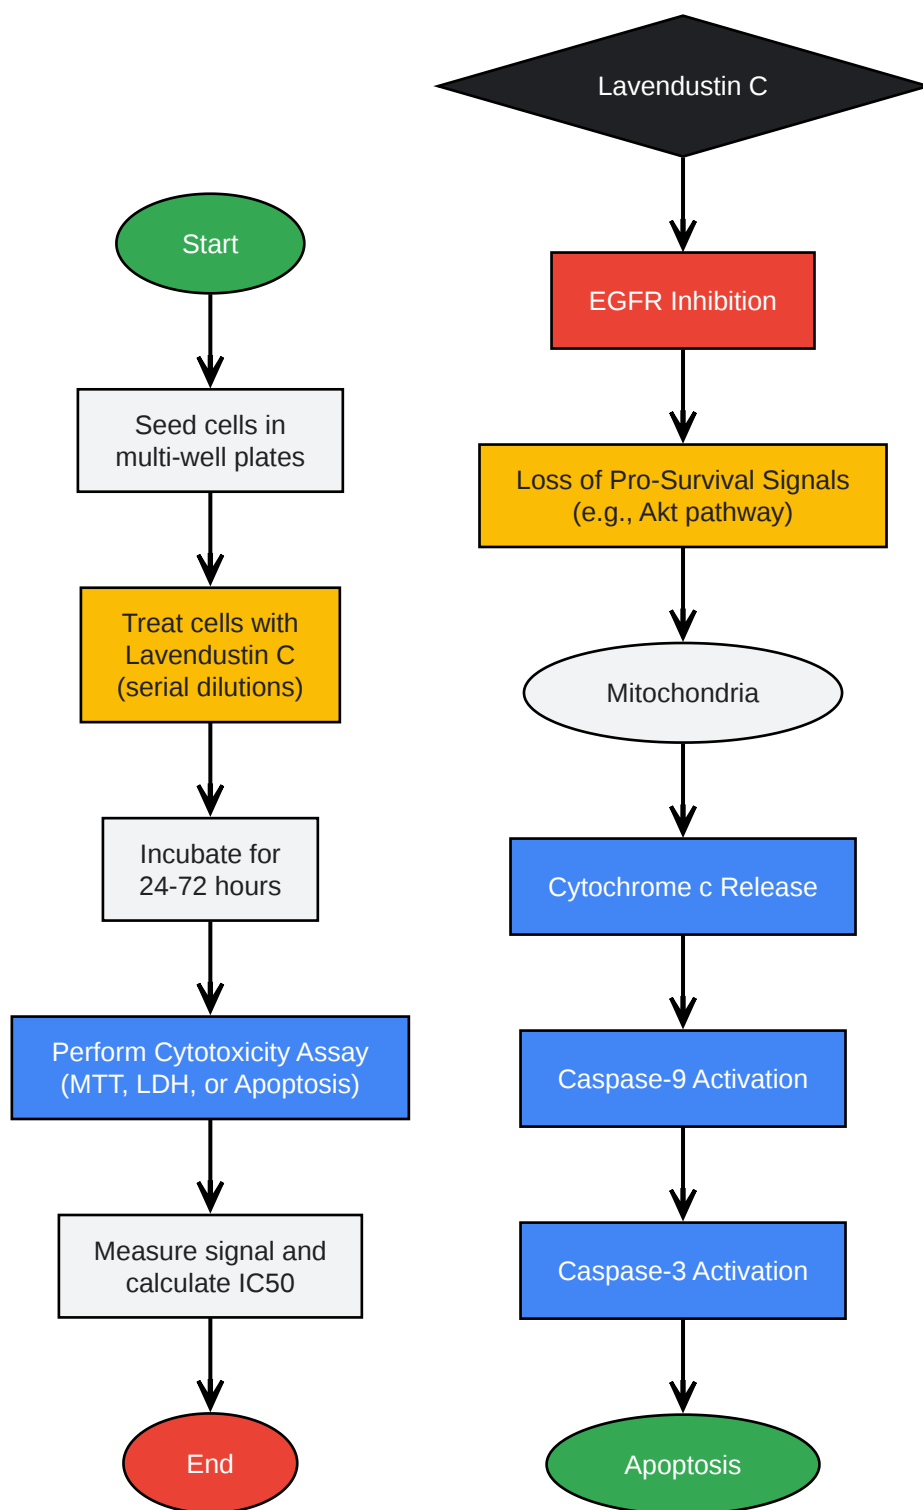 Start
Seed cells in
multi-well plates
Treat cells with
Lavendustin C
(serial dilutions)
Incubate for
24-72 hours
Perform Cytotoxicity Assay
(MTT, LDH, or Apoptosis)
Measure signal and
calculate IC50
End
Lavendustin C
EGFR Inhibition
Loss of Pro-Survival Signals
(e.g., Akt pathway)
Mitochondria
Cytochrome c Release
Caspase-9 Activation
Caspase-3 Activation
Apoptosis